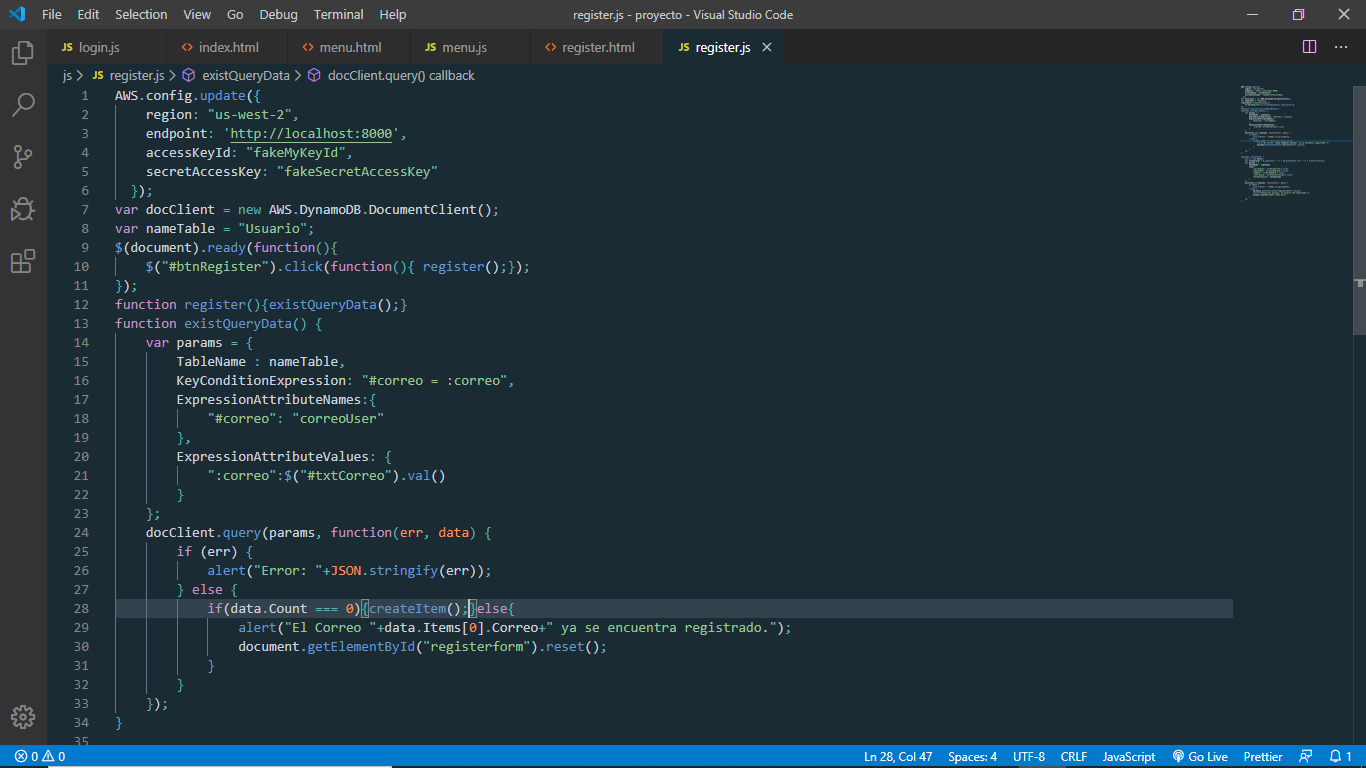 File Edit Selection View Go Debug Terminal Help register.js - proyecto - Visual Studio Code
JS login.js <> index.html <> menu.html JS menu.js <> register.html JS register.js
js > JS register.js > existQueryData > docClient.query() callback
1 AWS.config.update({
2 region: "us-west-2",
3 endpoint: 'http://localhost:8000',
4 accessKeyId: "fakeMyKeyId",
5 secretAccessKey: "fakeSecretAccessKey"
6 });
7 var docClient = new AWS.DynamoDB.DocumentClient();
8 var nameTable = "Usuario";
9 $(document).ready(function(){
10 $("#btnRegister").click(function(){ register();});
11 });
12 function register(){existQueryData();}
13 function existQueryData() {
14 var params = {
15 TableName : nameTable,
16 KeyConditionExpression: "#correo = :correo",
17 ExpressionAttributeNames:{
18 "#correo": "correoUser"
19 },
20 ExpressionAttributeValues: {
21 ":correo":$("#txtCorreo").val()
22 }
23 };
24 docClient.query(params, function(err, data) {
25 if (err) {
26 alert("Error: "+JSON.stringify(err));
27 } else {
28 if(data.Count === 0){createItem();}else{
29 alert("El Correo "+data.Items[0].Correo+" ya se encuentra registrado.");
30 document.getElementById("registerform").reset();
31 }
32 }
33 });
34 }
35
0 0 Ln 28, Col 47 Spaces: 4 UTF-8 CRLF JavaScript Go Live Prettier 1